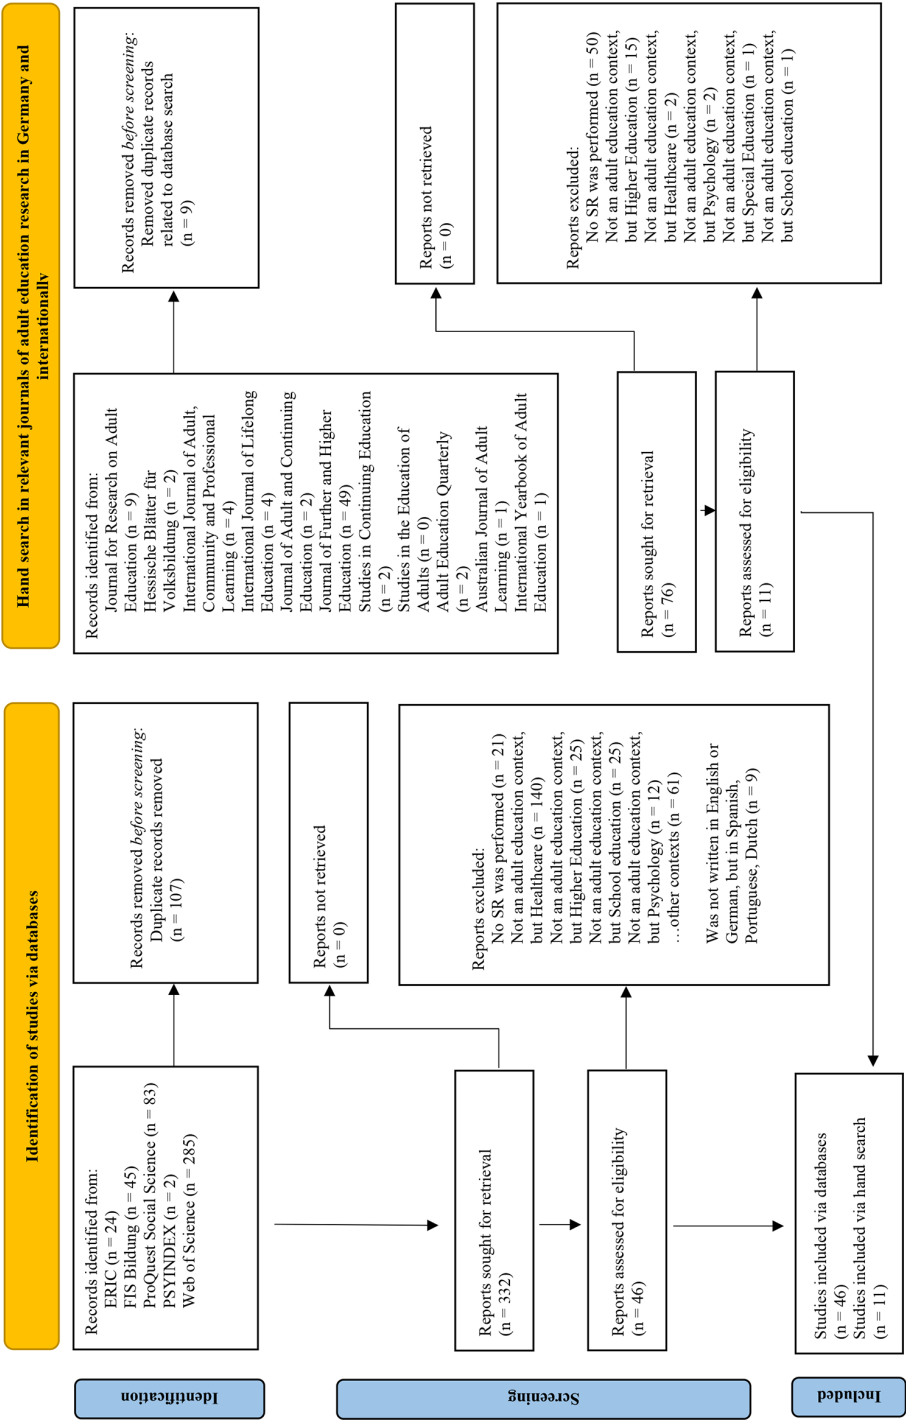 Identification of studies via databases
Hand search in relevant journals of adult education research in Germany and
internationally
Identification
Records identified from:
ERIC (n = 24)
FIS Bildung (n = 45)
ProQuest Social Science (n = 83)
PSYINDEX (n = 2)
Web of Science (n = 285)
Records removed before screening:
Duplicate records removed
(n = 107)
Records identified from:
Journal for Research on Adult
Education (n = 9)
Hessische Blätter für
Volksbildung (n = 2)
International Journal of Adult,
Community and Professional
Learning (n = 4)
International Journal of Lifelong
Education (n = 4)
Journal of Adult and Continuing
Education (n = 2)
Journal of Further and Higher
Education (n = 49)
Studies in Continuing Education
(n = 2)
Studies in the Education of
Adults (n = 0)
Adult Education Quarterly
(n = 2)
Australian Journal of Adult
Learning (n = 1)
International Yearbook of Adult
Education (n = 1)
Records removed before screening:
Removed duplicate records
related to database search
(n = 9)
Screening
Reports sought for retrieval
(n = 332)
Reports not retrieved
(n = 0)
Reports assessed for eligibility
(n = 46)
Reports excluded:
No SR was performed (n = 21)
Not an adult education context,
but Healthcare (n = 140)
Not an adult education context,
but Higher Education (n = 25)
Not an adult education context,
but School education (n = 25)
Not an adult education context,
but Psychology (n = 12)
…other contexts (n = 61)
Was not written in English or
German, but in Spanish,
Portuguese, Dutch (n = 9)
Reports sought for retrieval
(n = 76)
Reports not retrieved
(n = 0)
Reports assessed for eligibility
(n = 11)
Reports excluded:
No SR was performed (n = 50)
Not an adult education context,
but Higher Education (n = 15)
Not an adult education context,
but Healthcare (n = 2)
Not an adult education context,
but Psychology (n = 2)
Not an adult education context,
but Special Education (n = 1)
Not an adult education context,
but School education (n = 1)
Included
Studies included via databases
(n = 46)
Studies included via hand search
(n = 11)